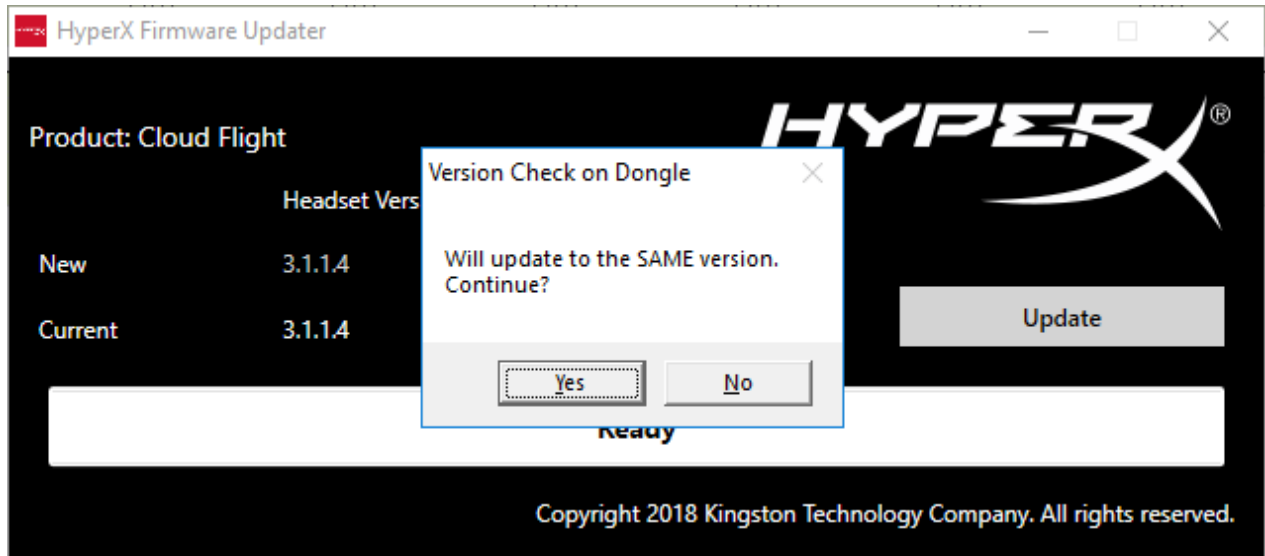 HyperX Firmware Updater
HYPERX®
Product: Cloud Flight
Version Check on Dongle
Headset Vers
Will update to the SAME version.
Continue?
New 3.1.1.4
Current 3.1.1.4
Update
Yes No
Ready
Copyright 2018 Kingston Technology Company. All rights reserved.